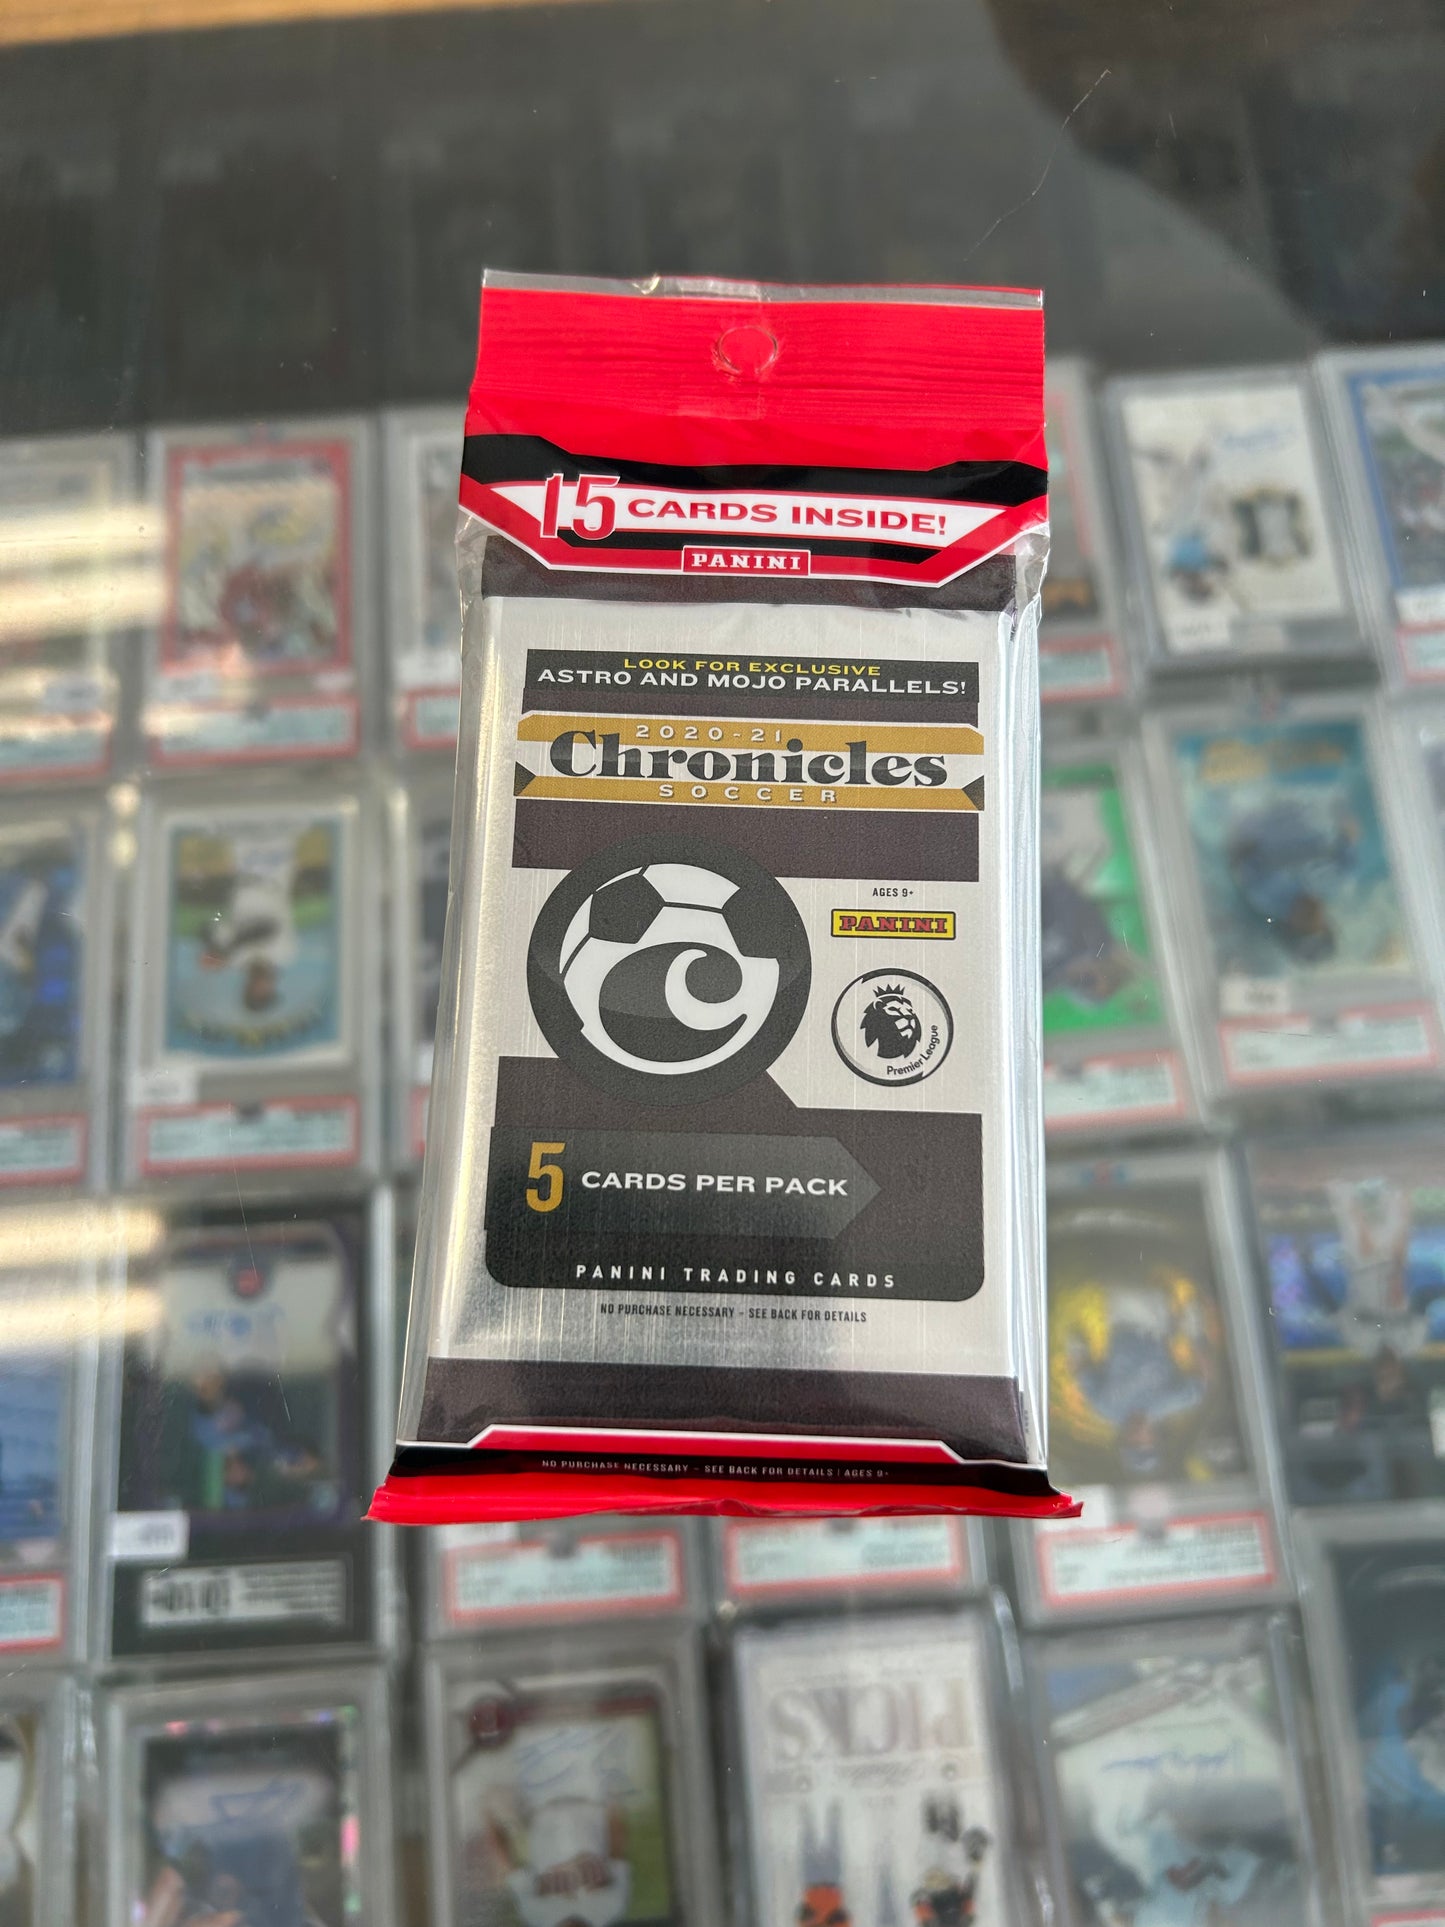 15 CARDS INSIDE!
PANINI
LOOK FOR EXCLUSIVE
ASTRO AND MOJO PARALLELS!
2020-21
Chronicles
SOCCER
AGES 9+
PANINI
Premier League
5 CARDS PER PACK
PANINI TRADING CARDS
NO PURCHASE NECESSARY - SEE BACK FOR DETAILS
NO PURCHASE NECESSARY - SEE BACK FOR DETAILS | AGES 9+
PICKS